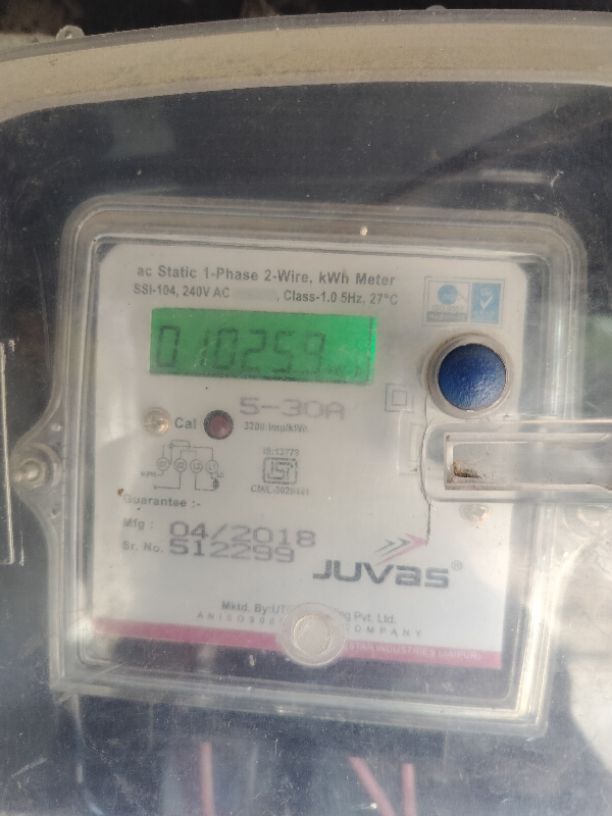 ac Static 1-Phase 2-Wire, kWh Meter
SSI-104, 240V AC , Class-1.0 5Hz, 27°C
010259
5-30A
Cal 3200 imp/kWh
IS:13779
ISI
Guarantee :-
Mfg : 04/2018
Sr. No. 512299
JUVas®
Mktd. By: Pvt. Ltd.
COMPANY